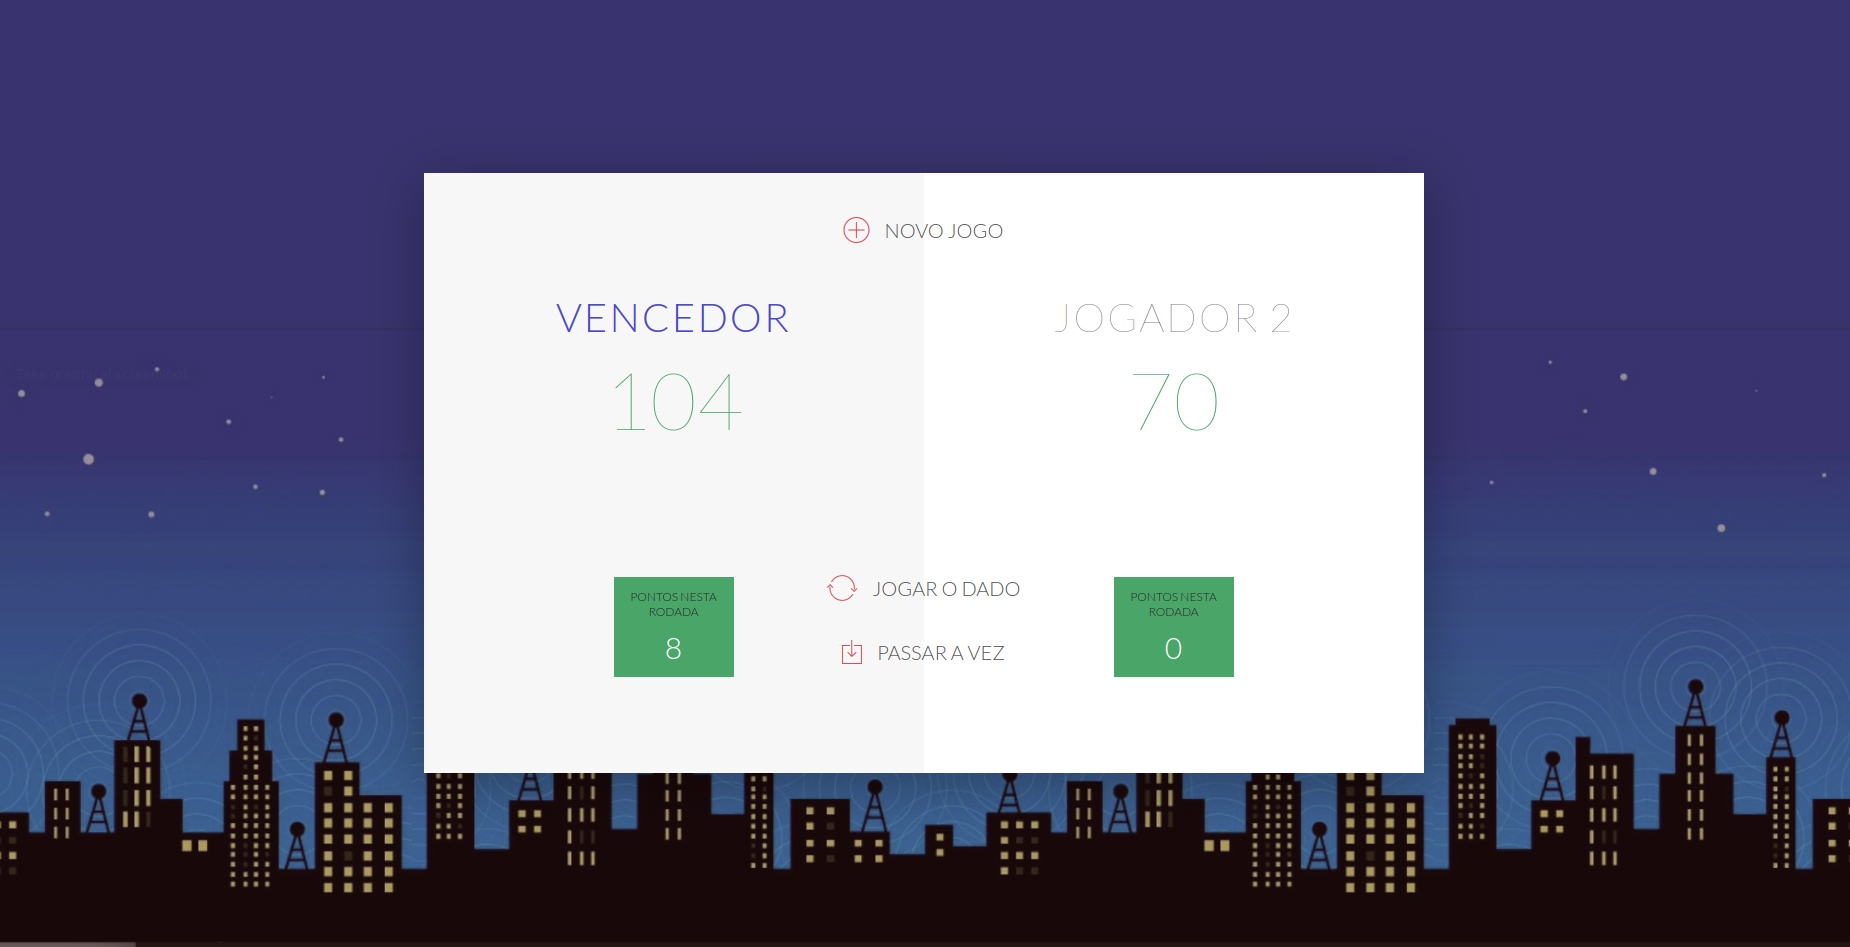 NOVO JOGO
VENCEDOR
104
JOGADOR 2
70
PONTOS NESTA
RODADA
8
JOGAR O DADO
PASSAR A VEZ
PONTOS NESTA
RODADA
0